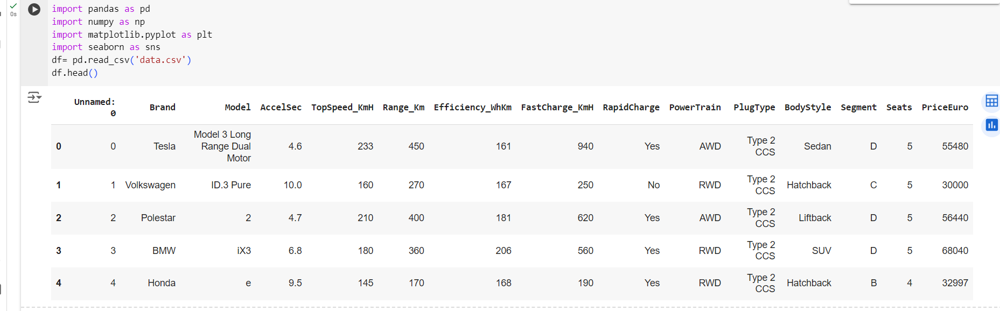 import pandas as pd
0s
import numpy as np
import matplotlib.pyplot as plt
import seaborn as sns
df= pd.read_csv('data.csv')
df.head()
Unnamed: 0 Brand Model AccelSec TopSpeed_KmH Range_Km Efficiency_WhKm FastCharge_KmH RapidCharge PowerTrain PlugType BodyStyle Segment Seats PriceEuro
0 0 Tesla Model 3 Long Range Dual Motor 4.6 233 450 161 940 Yes AWD Type 2 CCS Sedan D 5 55480
1 1 Volkswagen ID.3 Pure 10.0 160 270 167 250 No RWD Type 2 CCS Hatchback C 5 30000
2 2 Polestar 2 4.7 210 400 181 620 Yes AWD Type 2 CCS Liftback D 5 56440
3 3 BMW iX3 6.8 180 360 206 560 Yes RWD Type 2 CCS SUV D 5 68040
4 4 Honda e 9.5 145 170 168 190 Yes RWD Type 2 CCS Hatchback B 4 32997